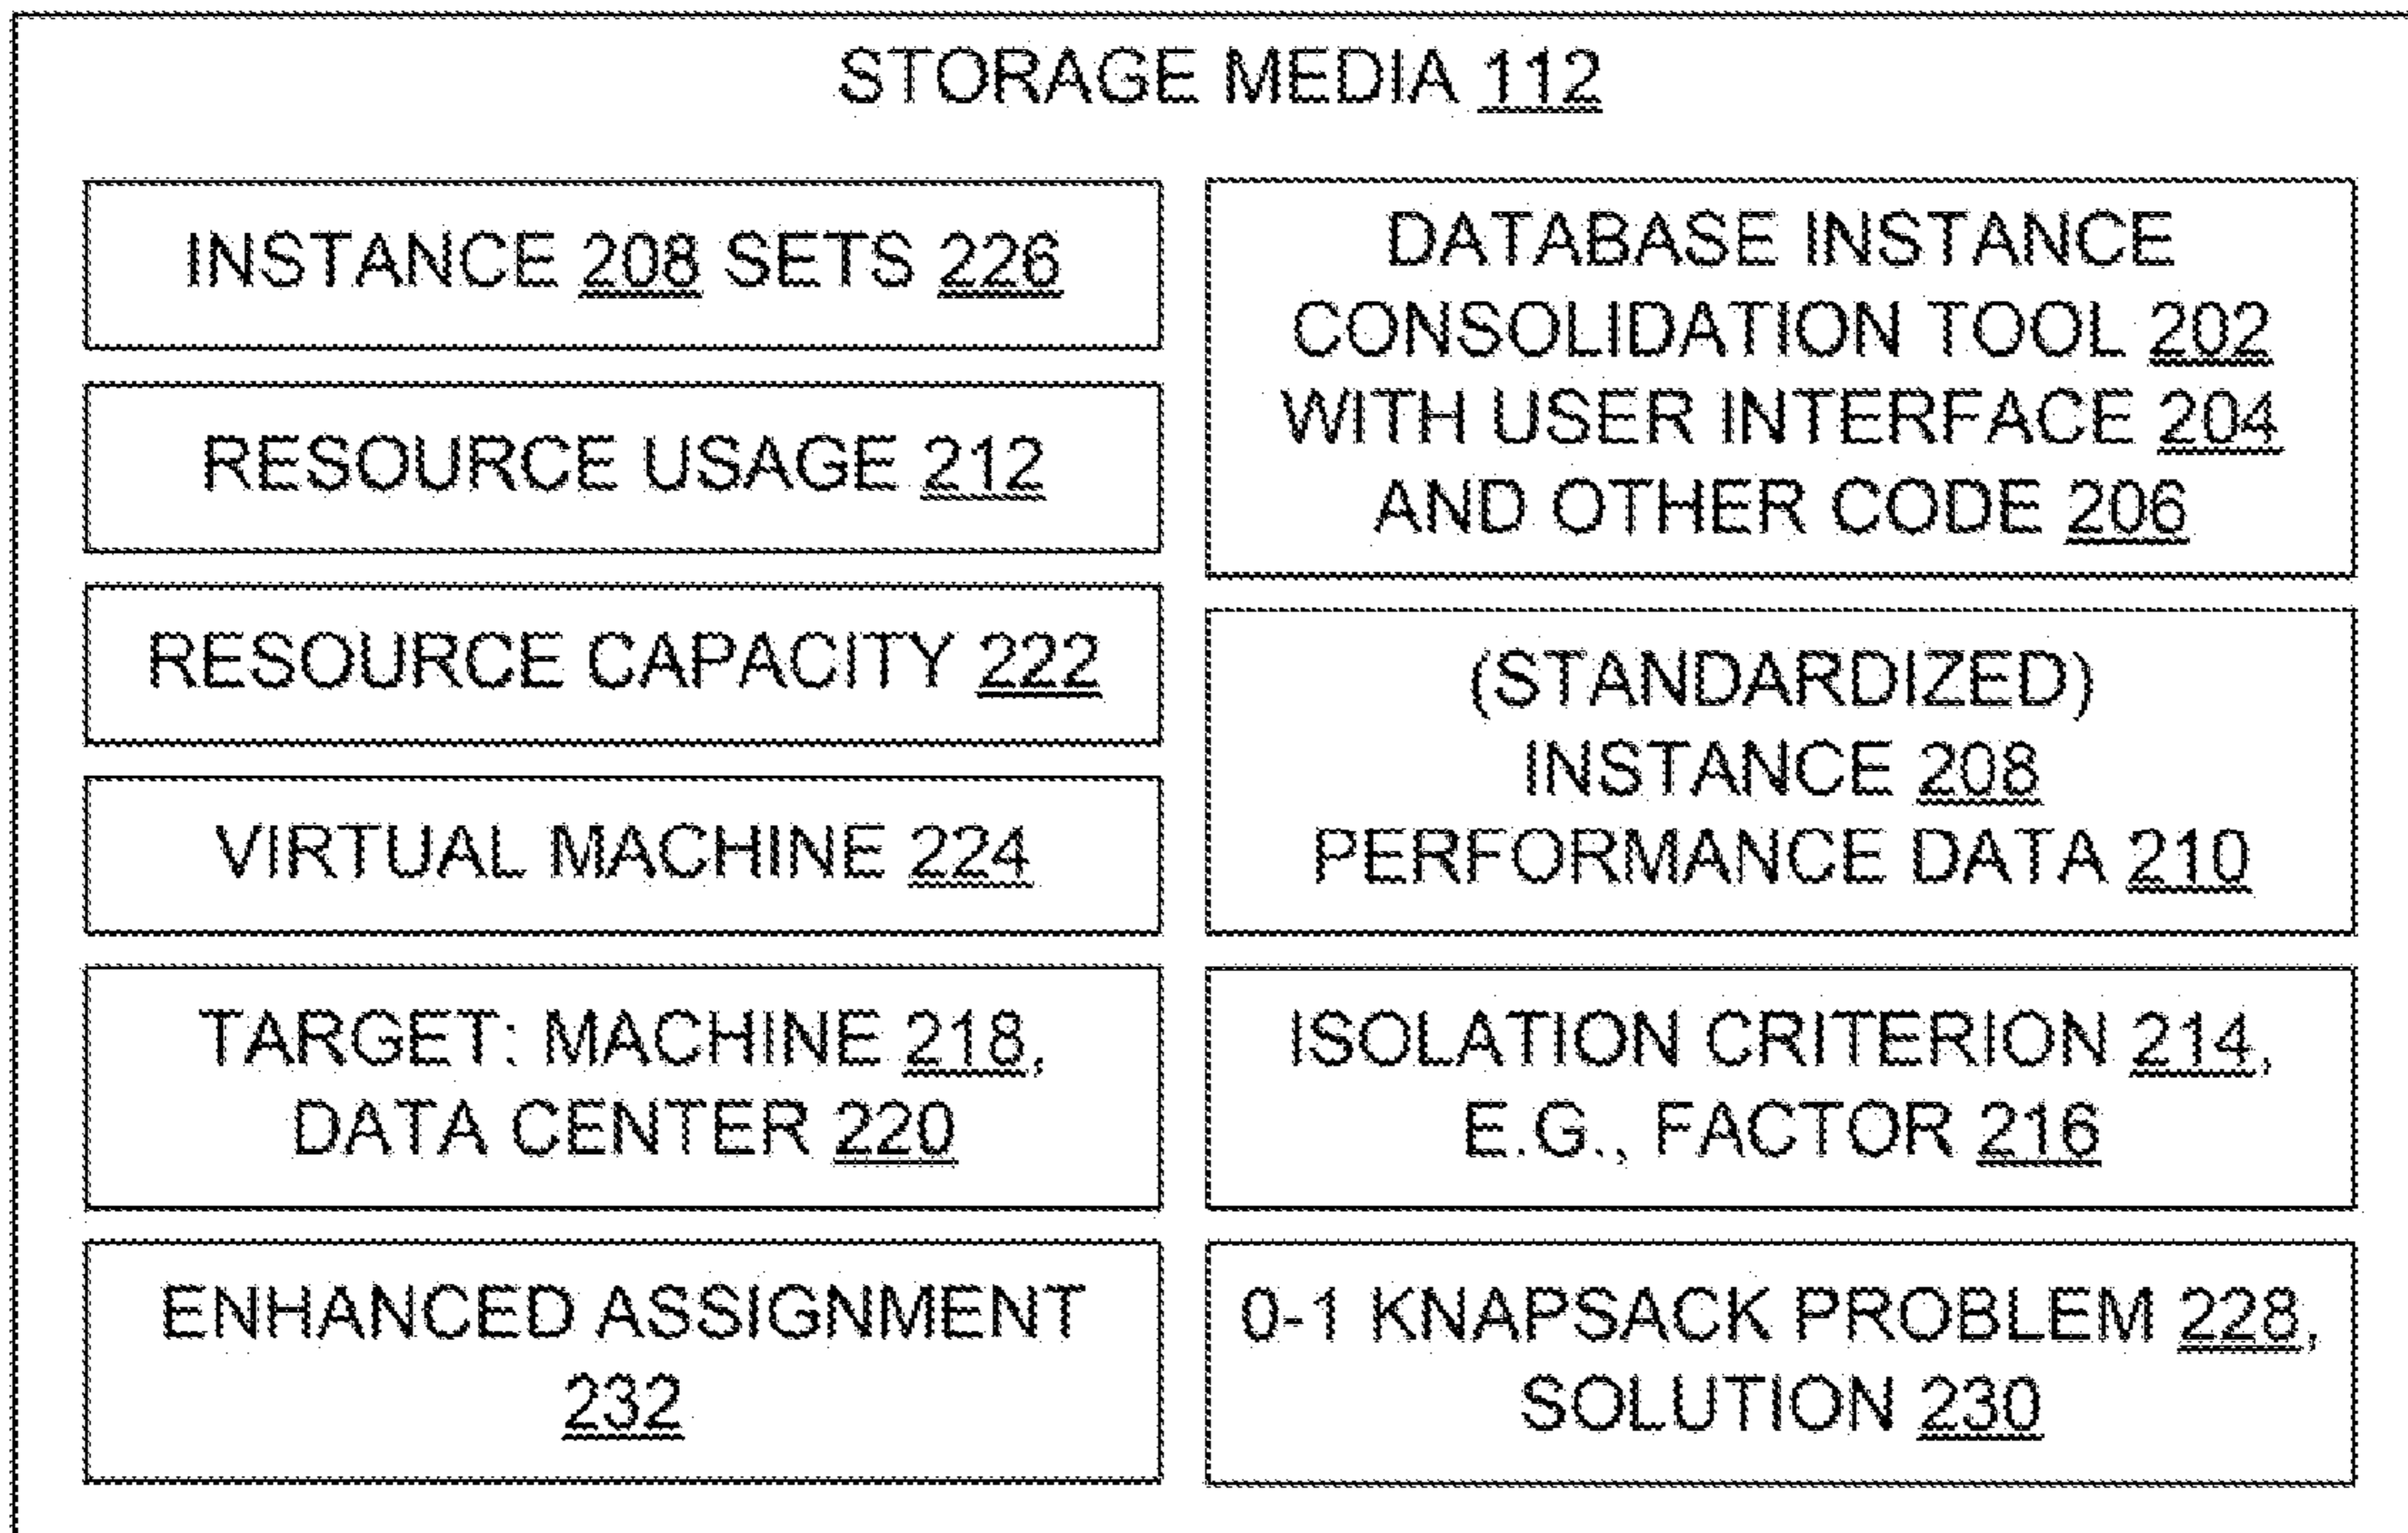 STORAGE MEDIA 112
INSTANCE 208 SETS 226
RESOURCE USAGE 212
RESOURCE CAPACITY 222
VIRTUAL MACHINE 224
TARGET: MACHINE 218,
DATA CENTER 220
ENHANCED ASSIGNMENT
232
DATABASE INSTANCE
CONSOLIDATION TOOL 202
WITH USER INTERFACE 204
AND OTHER CODE 206
(STANDARDIZED)
INSTANCE 208
PERFORMANCE DATA 210
ISOLATION CRITERION 214,
E.G., FACTOR 216
0-1 KNAPSACK PROBLEM 228,
SOLUTION 230